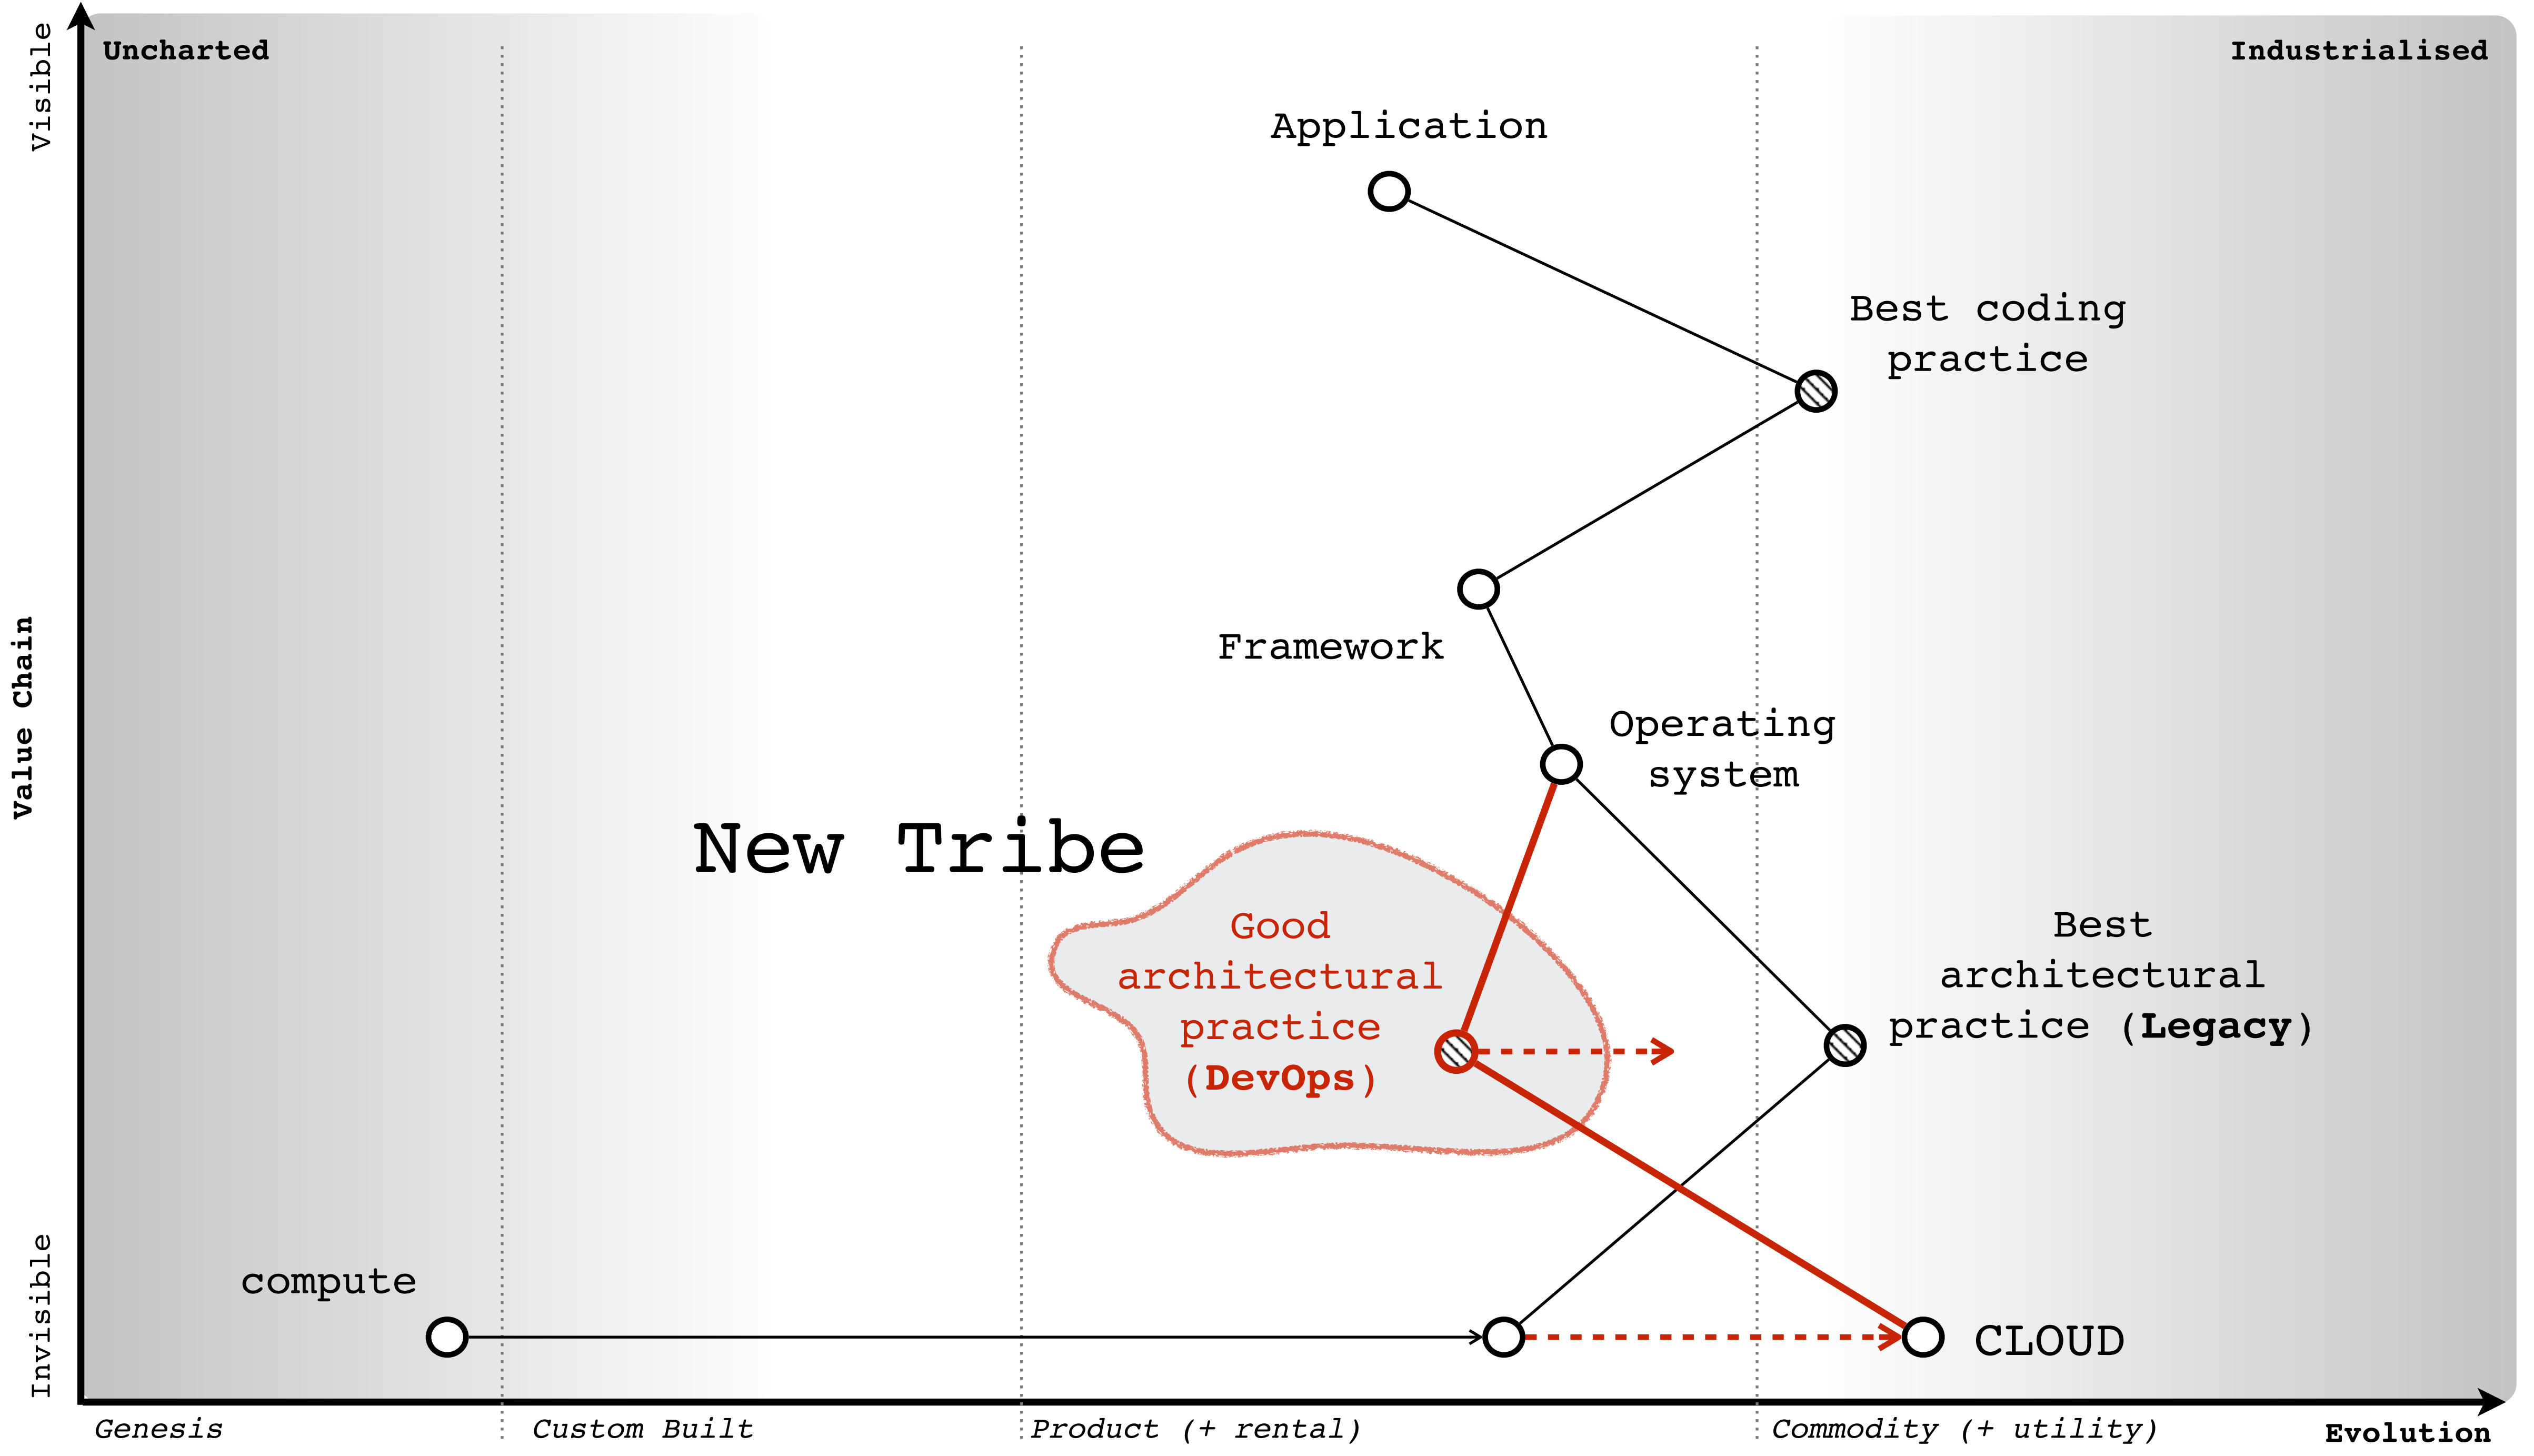 Visible
Uncharted
Industrialised
Application
Best coding
practice
Framework
Value Chain
Operating
system
New Tribe
Good
architectural
practice
(DevOps)
Best
architectural
practice (Legacy)
Invisible
compute
CLOUD
Genesis
Custom Built
Product (+ rental)
Commodity (+ utility)
Evolution